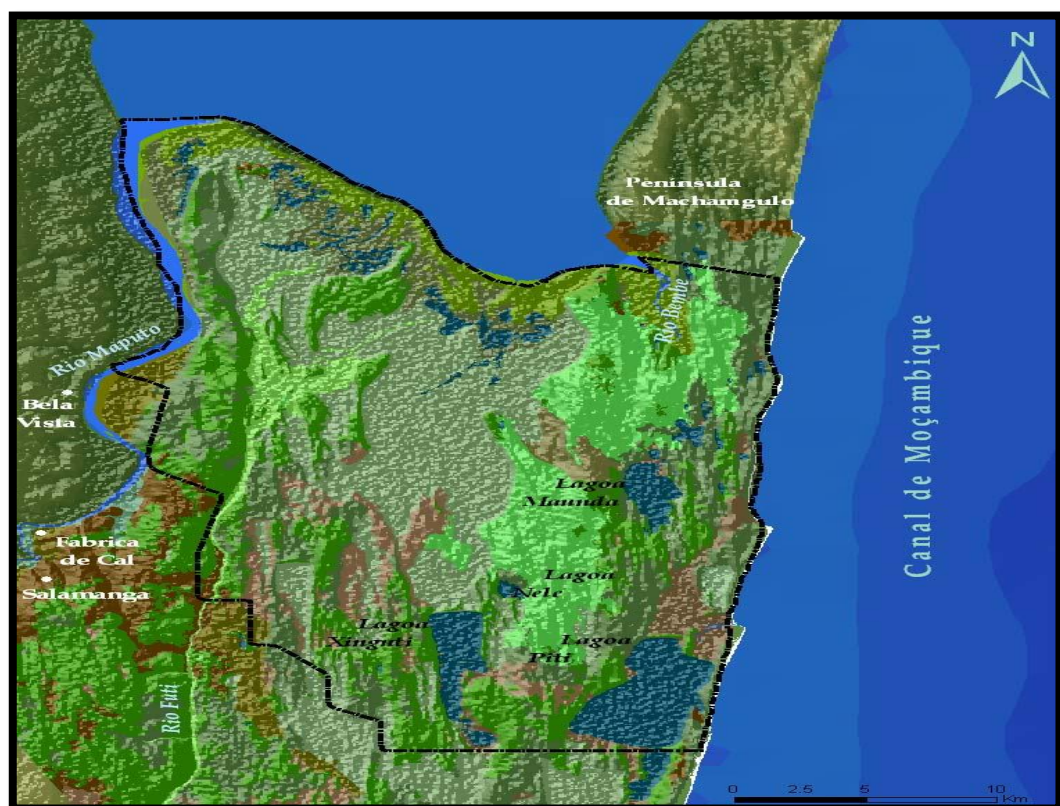 N
Peninsula
de Machamgulo
Rio Bembe
Rio Maputo
Bela
Vista
Canal de Moçambique
Lagoa
Maunda
Fabrica
de Cal
Salamanga
Lagoa
Nele
Lagoa
Xinguti
Lagoa
Piti
Rio Futi
0 2.5 5 10
Km